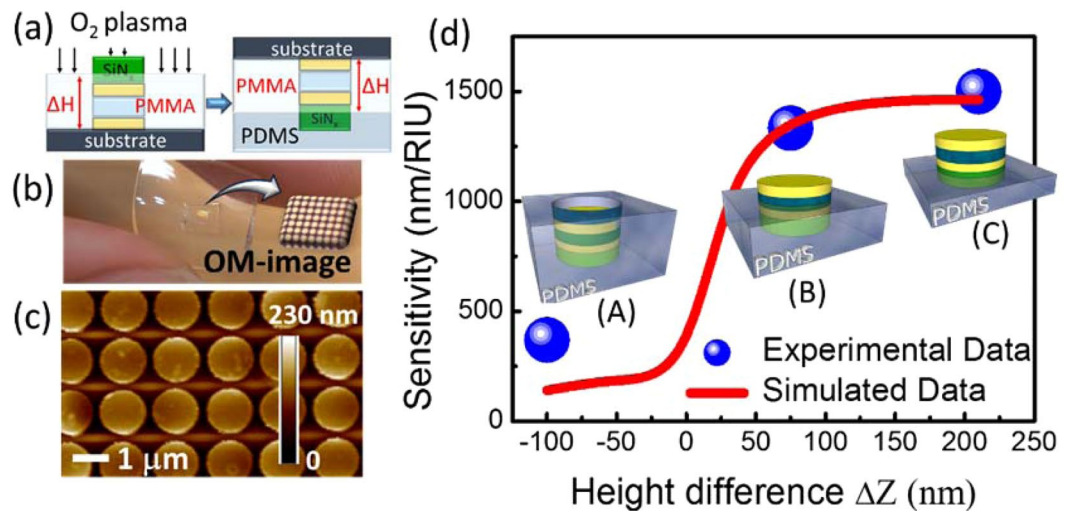 (a)
O₂ plasma
SiNₓ
ΔH
PMMA
substrate
substrate
PMMA
ΔH
SiNₓ
PDMS
(b)
OM-image
(c)
230 nm
0
1 μm
(d)
Sensitivity (nm/RIU)
1500
1000
500
0
PDMS
(A)
PDMS
(B)
PDMS
(C)
Experimental Data
Simulated Data
-100 -50 0 50 100 150 200 250
Height difference ΔZ (nm)